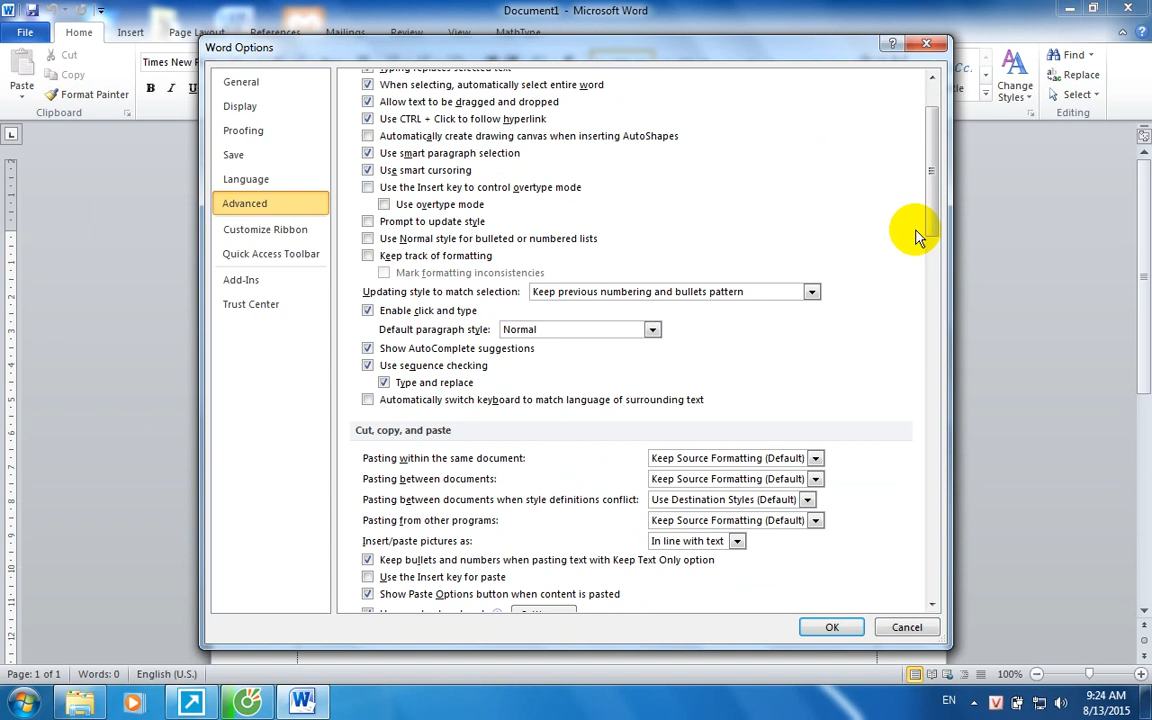 Document1 - Microsoft Word
File
Home
Insert
Page Layout
References
Mailings
Review
View
MathType
Word Options
Cut
Copy
Paste
Format Painter
Clipboard
Times New
B I U
Cc.
Change
Styles
Find
Replace
Select
Editing
General
Display
Proofing
Save
Language
Advanced
Customize Ribbon
Quick Access Toolbar
Add-Ins
Trust Center
Typing replaces selected text
When selecting, automatically select entire word
Allow text to be dragged and dropped
Use CTRL + Click to follow hyperlink
Automatically create drawing canvas when inserting AutoShapes
Use smart paragraph selection
Use smart cursoring
Use the Insert key to control overtype mode
Use overtype mode
Prompt to update style
Use Normal style for bulleted or numbered lists
Keep track of formatting
Mark formatting inconsistencies
Updating style to match selection: Keep previous numbering and bullets pattern
Enable click and type
Default paragraph style: Normal
Show AutoComplete suggestions
Use sequence checking
Type and replace
Automatically switch keyboard to match language of surrounding text
Cut, copy, and paste
Pasting within the same document: Keep Source Formatting (Default)
Pasting between documents: Keep Source Formatting (Default)
Pasting between documents when style definitions conflict: Use Destination Styles (Default)
Pasting from other programs: Keep Source Formatting (Default)
Insert/paste pictures as: In line with text
Keep bullets and numbers when pasting text with Keep Text Only option
Use the Insert key for paste
Show Paste Options button when content is pasted
OK
Cancel
Page: 1 of 1
Words: 0
English (U.S.)
100%
EN
9:24 AM
8/13/2015